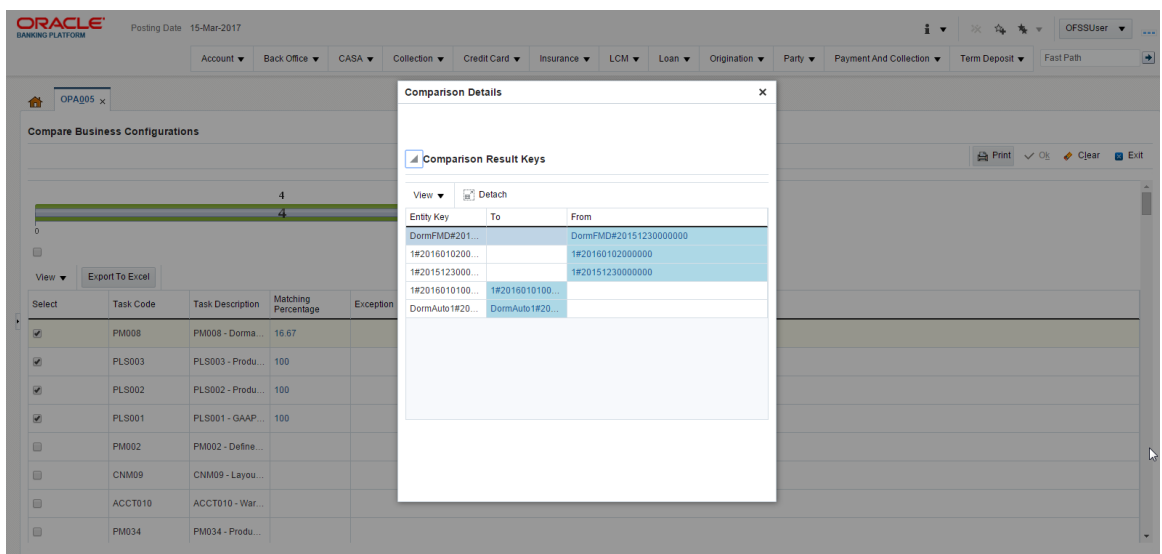 ORACLE
BANKING PLATFORM
Posting Date 15-Mar-2017
OFSSUser
Account Back Office CASA Collection Credit Card Insurance LCM Loan Origination Party Payment And Collection Term Deposit Fast Path
OPA005 x
Compare Business Configurations
Print Ok Clear Exit
4
4
0
View Export To Excel
Select Task Code Task Description Matching Percentage Exception
PM008 PM008 - Dorma... 16.67
PLS003 PLS003 - Produ... 100
PLS002 PLS002 - Produ... 100
PLS001 PLS001 - GAAP... 100
PM002 PM002 - Define...
CNM09 CNM09 - Layou...
ACCT010 ACCT010 - War...
PM034 PM034 - Produ...
Comparison Details x
Comparison Result Keys
View Detach
Entity Key To From
DormFMD#201... DormFMD#20151230000000
1#2016010200... 1#20160102000000
1#2015123000... 1#20151230000000
1#2016010100... 1#2016010100...
DormAuto1#20... DormAuto1#20...